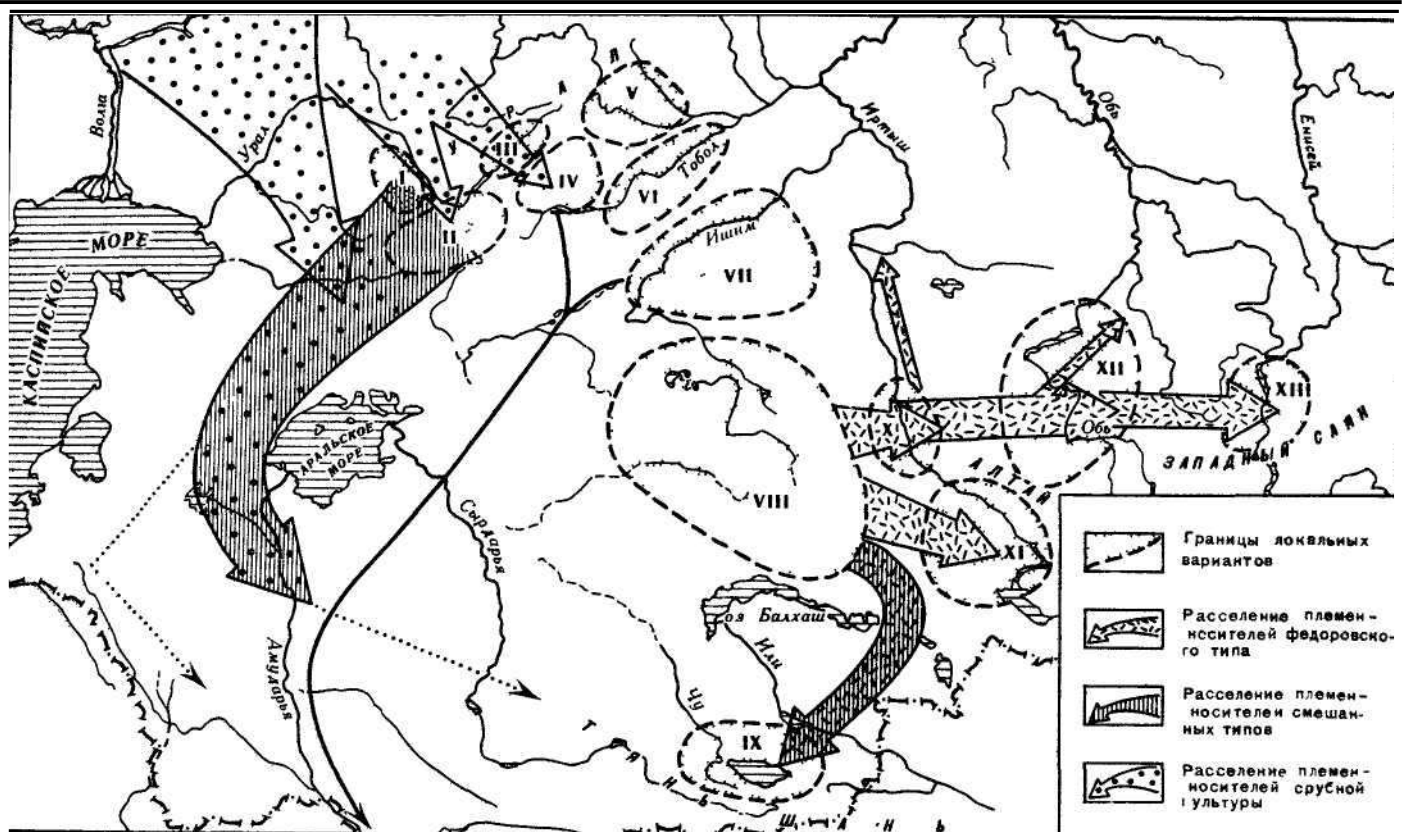 Волга
Урал
У
Р
А
Л
Тобол
Ишим
Иртыш
Обь
Енисей
I
II
III
IV
V
VI
VII
VIII
IX
X
XI
XII
XIII
КАСПИЙСКОЕ
МОРЕ
АРАЛЬСКОЕ
МОРЕ
Сырдарья
Амударья
Обь
АЛТАЙ
ЗАПАДНЫЙ САЯН
оз Балхаш
Или
Чу
ТЯНЬ
ШАНЬ
Границы локальных
вариантов
Расселение племен-
носителей федоровско-
го типа
Расселение племен-
носителей смешан-
ных типов
Расселение племен-
носителей срубной
культуры